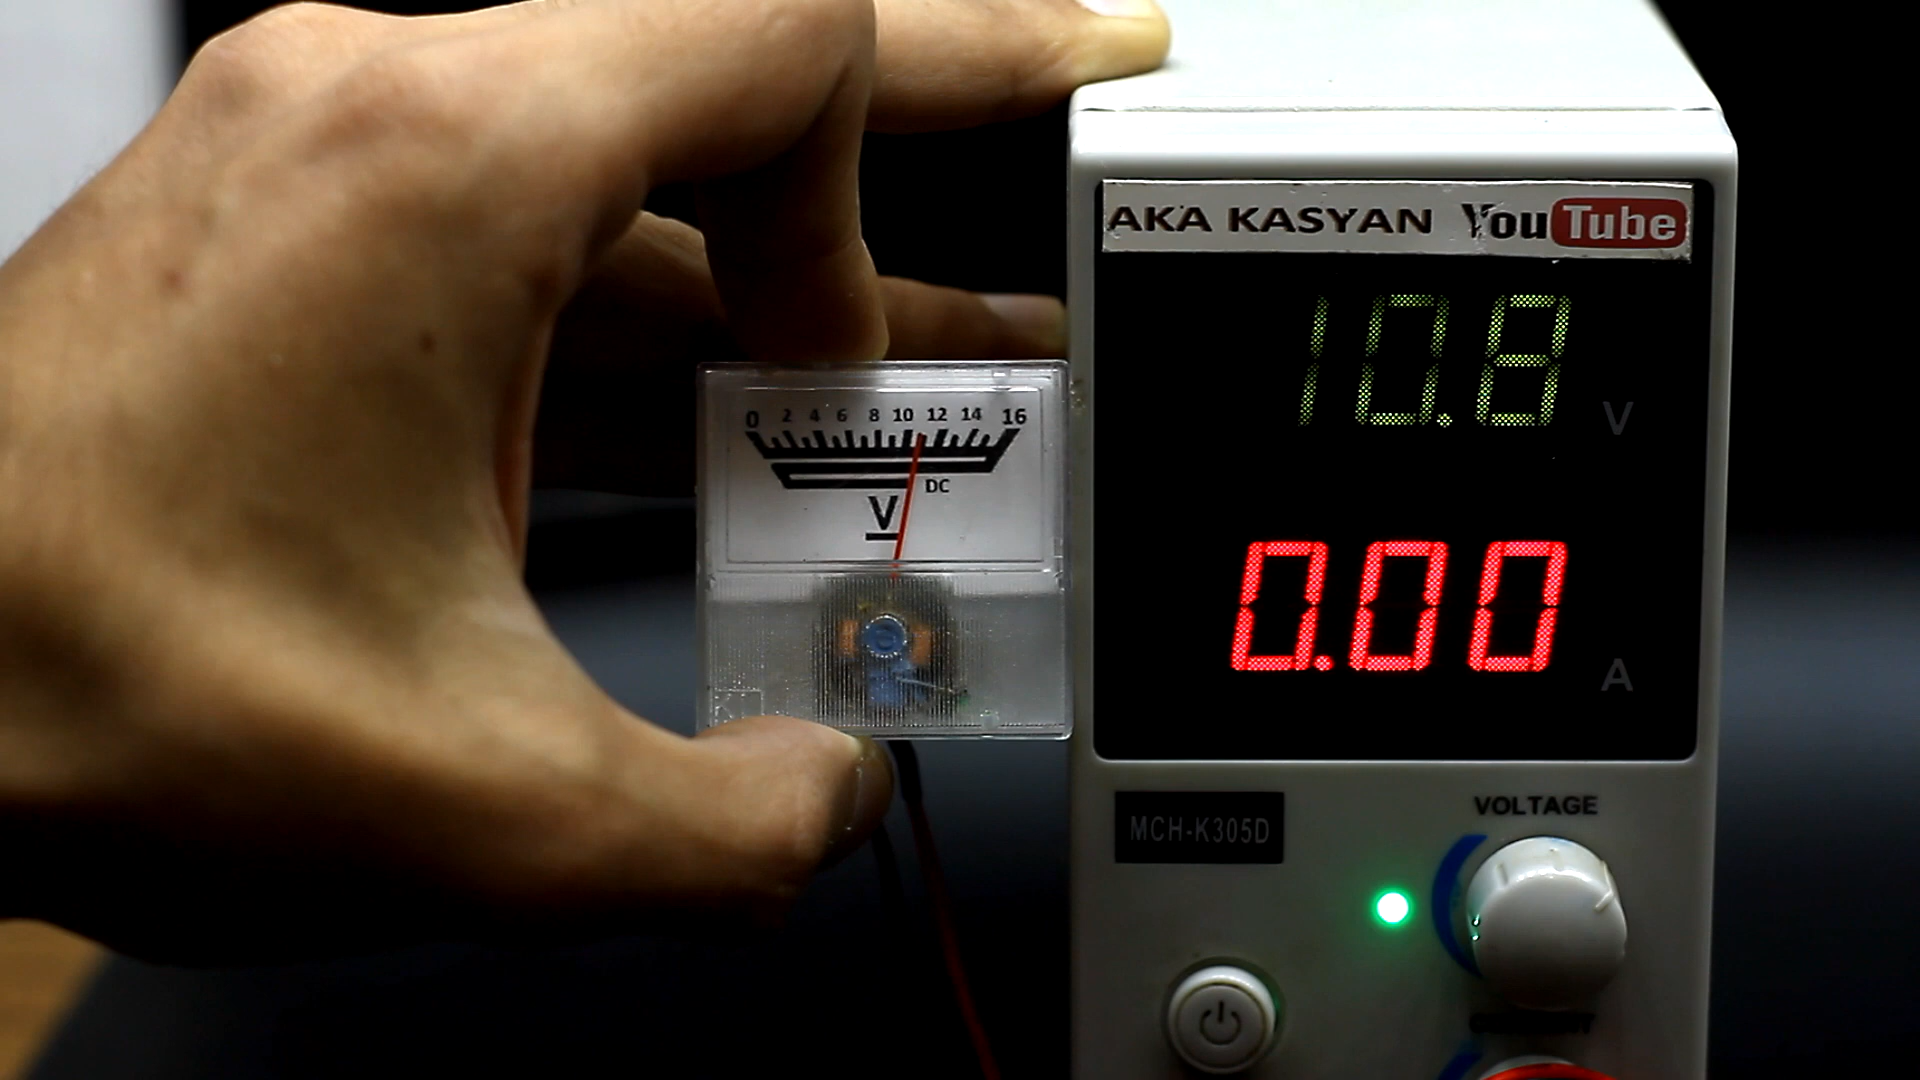 AKA KASYAN YouTube
10.8 V
0 2 4 6 8 10 12 14 16
DC
V
0.00 A
MCH-K305D
VOLTAGE